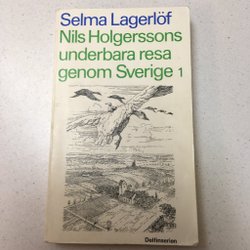 Selma Lagerlöf
Nils Holgerssons
underbara resa
genom Sverige 1
Delfinserien